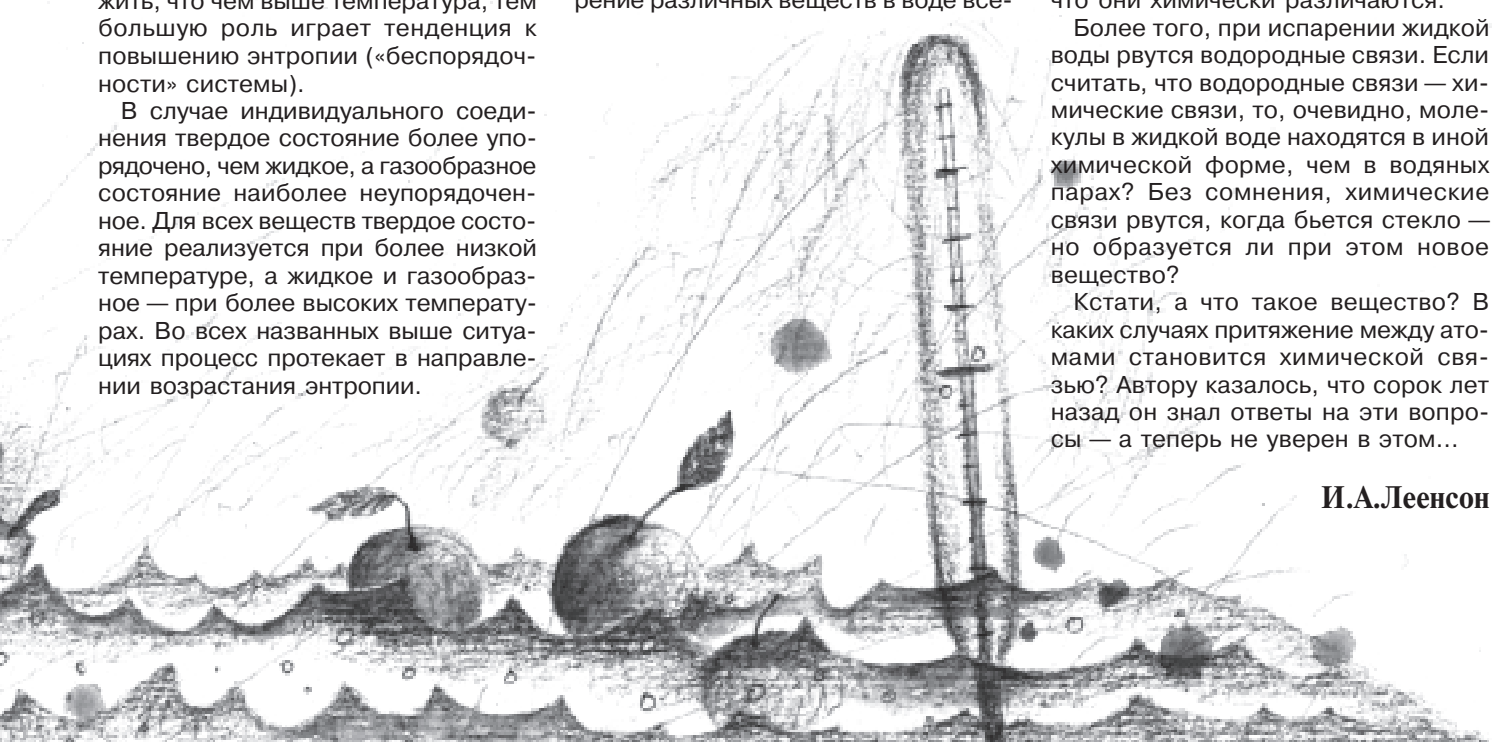 жить, что чем выше температура, тем
большую роль играет тенденция к
повышению энтропии («беспорядоч-
ности» системы).
В случае индивидуального соеди-
нения твердое состояние более упо-
рядочено, чем жидкое, а газообразное
состояние наиболее неупорядочен-
ное. Для всех веществ твердое состо-
яние реализуется при более низкой
температуре, а жидкое и газообраз-
ное — при более высоких температу-
рах. Во всех названных выше ситуа-
циях процесс протекает в направле-
нии возрастания энтропии.
рение различных веществ в воде все-
что они химически различаются.
Более того, при испарении жидкой
воды рвутся водородные связи. Если
считать, что водородные связи — хи-
мические связи, то, очевидно, моле-
кулы в жидкой воде находятся в иной
химической форме, чем в водяных
парах? Без сомнения, химические
связи рвутся, когда бьется стекло —
но образуется ли при этом новое
вещество?
Кстати, а что такое вещество? В
каких случаях притяжение между ато-
мами становится химической свя-
зью? Автору казалось, что сорок лет
назад он знал ответы на эти вопро-
сы — а теперь не уверен в этом...
И.А.Леенсон